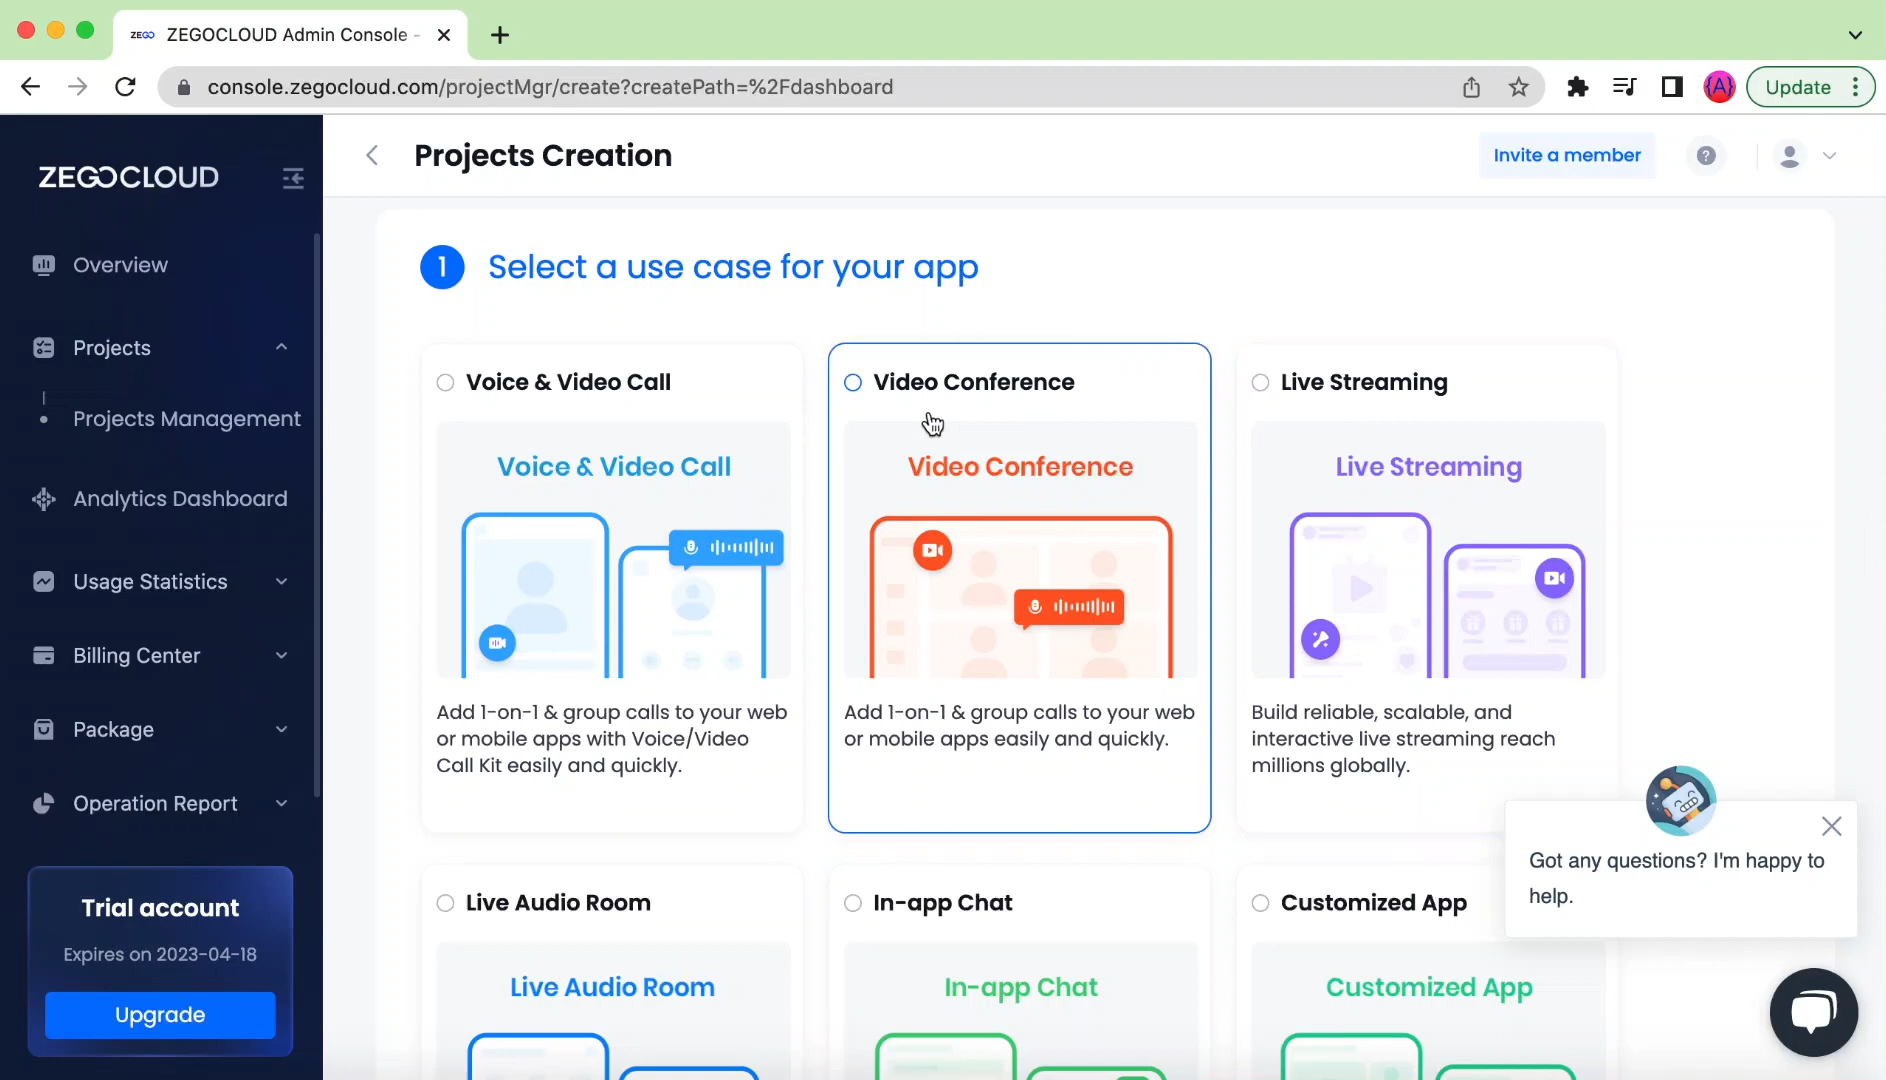 ZEGO ZEGOCLOUD Admin Console -
console.zegocloud.com/projectMgr/create?createPath=%2Fdashboard
{A}
Update
ZEGOCLOUD
Projects Creation
Invite a member
?
Overview
Projects
Projects Management
Analytics Dashboard
Usage Statistics
Billing Center
Package
Operation Report
Trial account
Expires on 2023-04-18
Upgrade
1 Select a use case for your app
Voice & Video Call
Voice & Video Call
Add 1-on-1 & group calls to your web
or mobile apps with Voice/Video
Call Kit easily and quickly.
Video Conference
Video Conference
Add 1-on-1 & group calls to your web
or mobile apps easily and quickly.
Live Streaming
Live Streaming
Build reliable, scalable, and
interactive live streaming reach
millions globally.
Live Audio Room
Live Audio Room
In-app Chat
In-app Chat
Customized App
Customized App
Got any questions? I'm happy to
help.